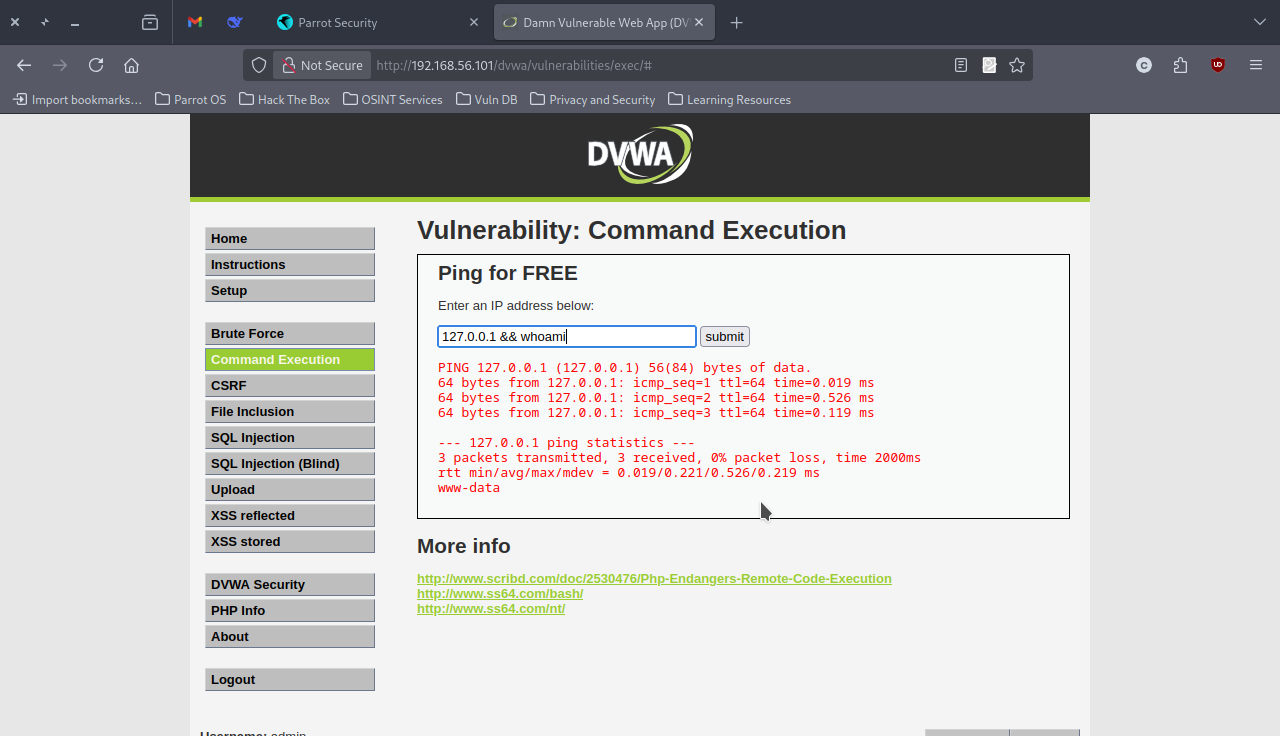 Parrot Security
Damn Vulnerable Web App (DV
Not Secure
http://192.168.56.101/dvwa/vulnerabilities/exec/#
C
UD
Import bookmarks…
Parrot OS
Hack The Box
OSINT Services
Vuln DB
Privacy and Security
Learning Resources
DVWA
Home
Instructions
Setup
Brute Force
Command Execution
CSRF
File Inclusion
SQL Injection
SQL Injection (Blind)
Upload
XSS reflected
XSS stored
DVWA Security
PHP Info
About
Logout
Vulnerability: Command Execution
Ping for FREE
Enter an IP address below:
127.0.0.1 && whoami
submit
PING 127.0.0.1 (127.0.0.1) 56(84) bytes of data.
64 bytes from 127.0.0.1: icmp_seq=1 ttl=64 time=0.019 ms
64 bytes from 127.0.0.1: icmp_seq=2 ttl=64 time=0.526 ms
64 bytes from 127.0.0.1: icmp_seq=3 ttl=64 time=0.119 ms
--- 127.0.0.1 ping statistics ---
3 packets transmitted, 3 received, 0% packet loss, time 2000ms
rtt min/avg/max/mdev = 0.019/0.221/0.526/0.219 ms
www-data
More info
http://www.scribd.com/doc/2530476/Php-Endangers-Remote-Code-Execution
http://www.ss64.com/bash/
http://www.ss64.com/nt/
Username: admin